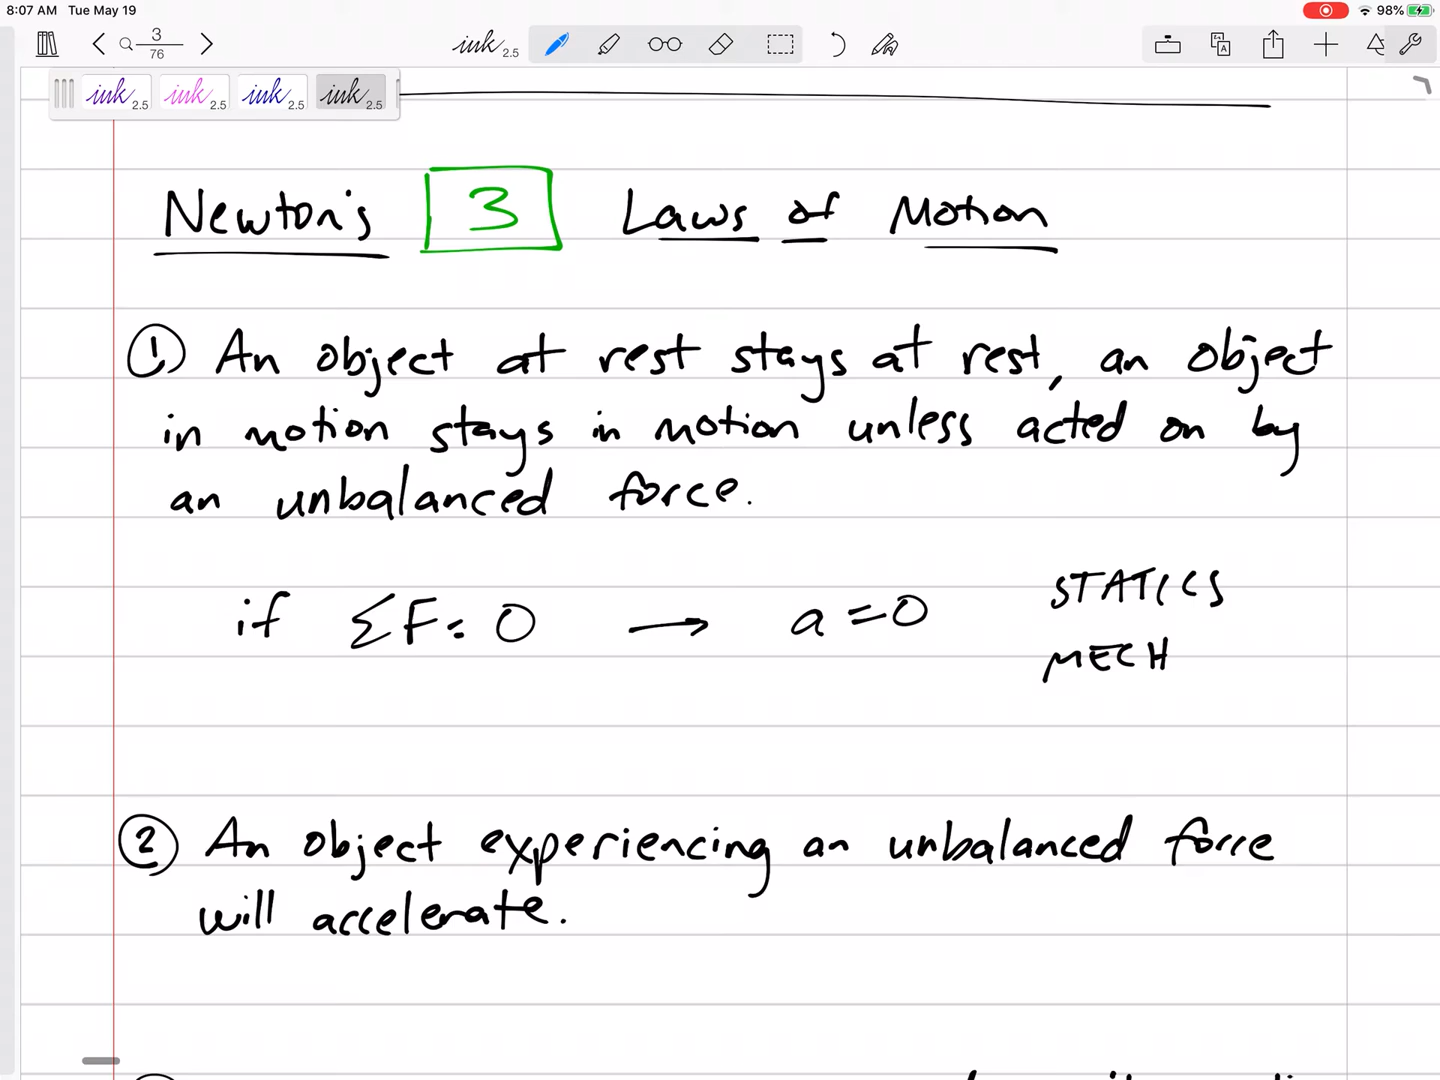 8:07 AM Tue May 19
98%
3
76
ink 2.5
ink 2.5 ink 2.5 ink 2.5 ink 2.5
Newton's 3 Laws of Motion
① An object at rest stays at rest, an object
in motion stays in motion unless acted on by
an unbalanced force.
if ΣF = 0 → a = 0
STATICS
MECH
② An object experiencing an unbalanced force
will accelerate.